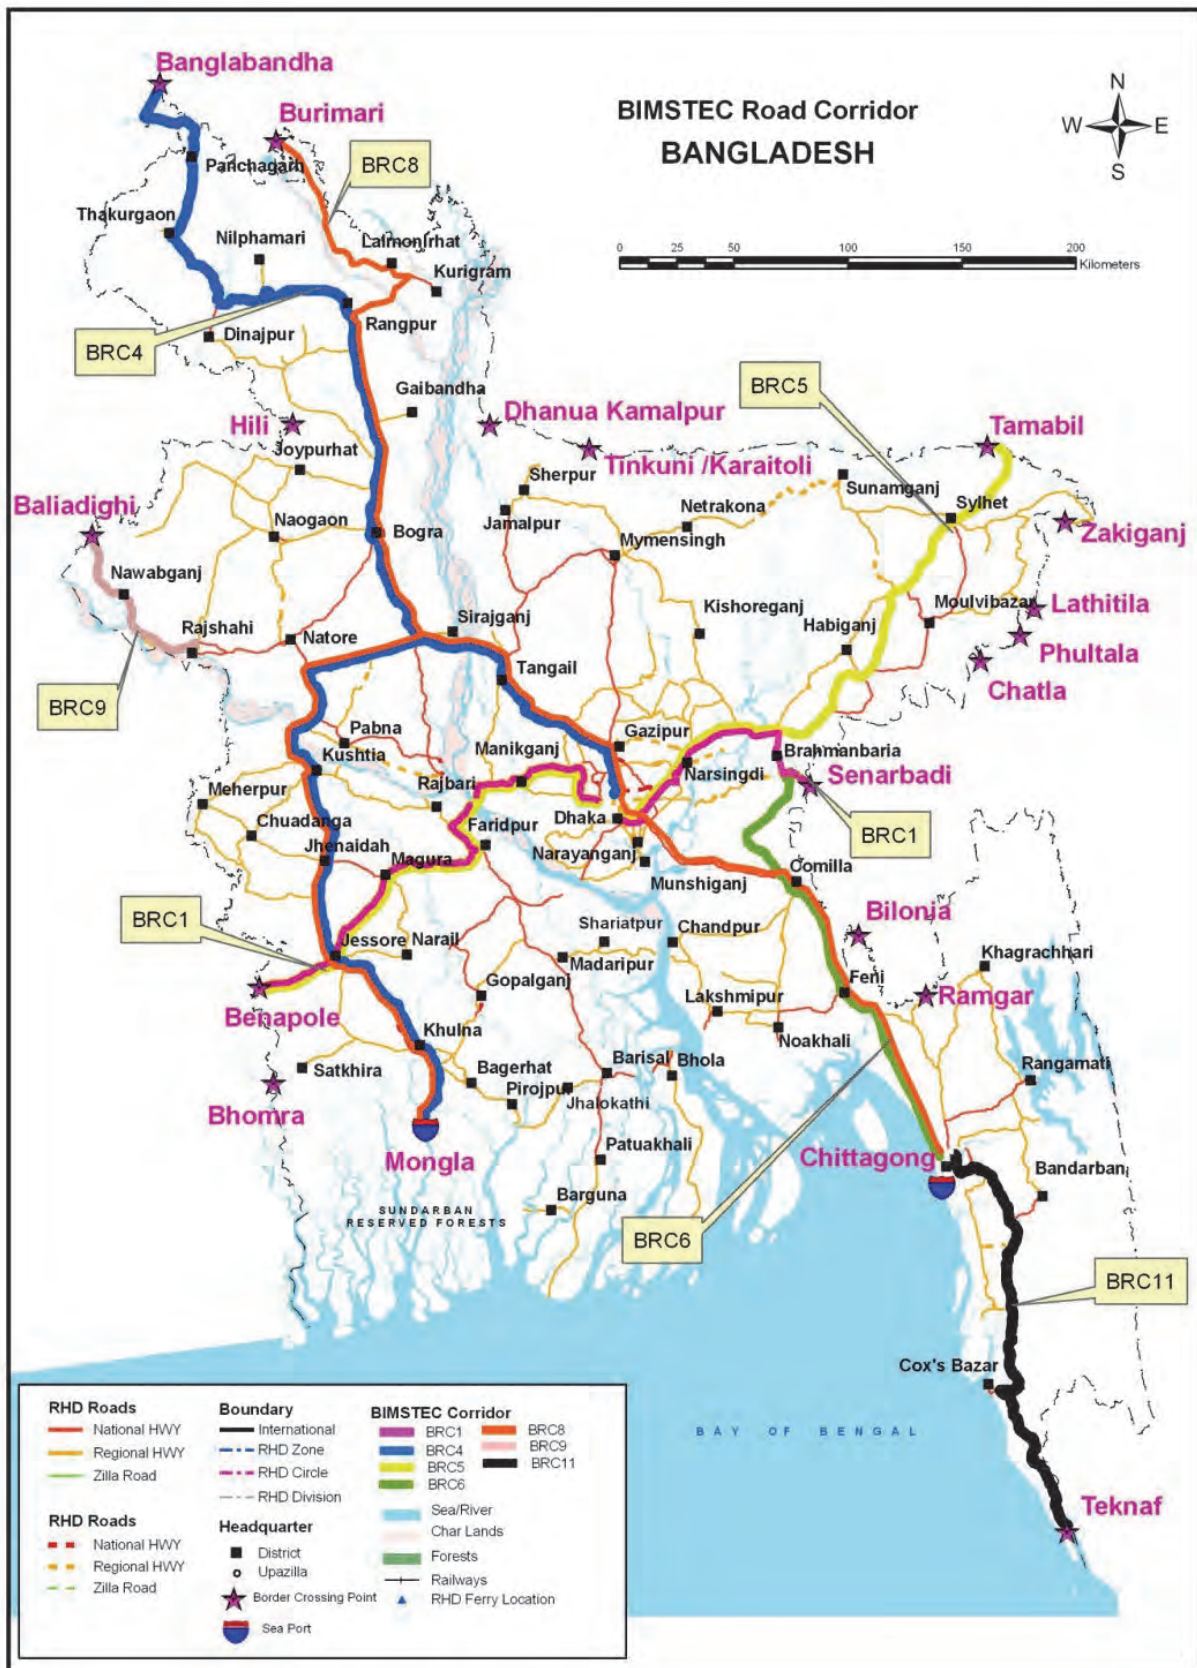 BIMSTEC Road Corridor
BANGLADESH
N
W
E
S
0
25
50
100
150
200
Kilometers
Banglabandha
Burimari
BRC8
Panchagarh
Thakurgaon
Nilphamari
Lalmonirhat
Kurigram
Rangpur
Dinajpur
BRC4
Gaibandha
Hili
Dhanua Kamalpur
BRC5
Tamabil
Joypurhat
Tinkuni /Karaitoli
Sherpur
Sunamganj
Sylhet
Baliadighi
Jamalpur
Netrakona
Naogaon
Bogra
Mymensingh
Zakiganj
Nawabganj
Kishoreganj
Moulvibazar
Lathitila
Rajshahi
Natore
Sirajganj
Habiganj
Phultala
Tangail
Chatla
BRC9
Pabna
Manikganj
Gazipur
Brahmanbaria
Kushtia
Narsingdi
Senarbadi
Meherpur
Rajbari
Chuadanga
Faridpur
Dhaka
BRC1
Jhenaidah
Magura
Narayanganj
Comilla
Munshiganj
BRC1
Bilonia
Jessore
Narail
Shariatpur
Chandpur
Khagrachhari
Madaripur
Gopalganj
Feni
Ramgar
Benapole
Lakshmipur
Noakhali
Khulna
Satkhira
Bagerhat
Barisal
Bhola
Rangamati
Bhomra
Pirojpur
Jhalokathi
Mongla
Patuakhali
Chittagong
Bandarban
SUNDARBAN
RESERVED FORESTS
Barguna
BRC6
BRC11
Cox's Bazar
BAY OF BENGAL
Teknaf
RHD Roads
National HWY
Regional HWY
Zilla Road
RHD Roads
National HWY
Regional HWY
Zilla Road
Boundary
International
RHD Zone
RHD Circle
RHD Division
Headquarter
District
Upazilla
Border Crossing Point
Sea Port
BIMSTEC Corridor
BRC1
BRC4
BRC5
BRC6
BRC8
BRC9
BRC11
Sea/River
Char Lands
Forests
Railways
RHD Ferry Location